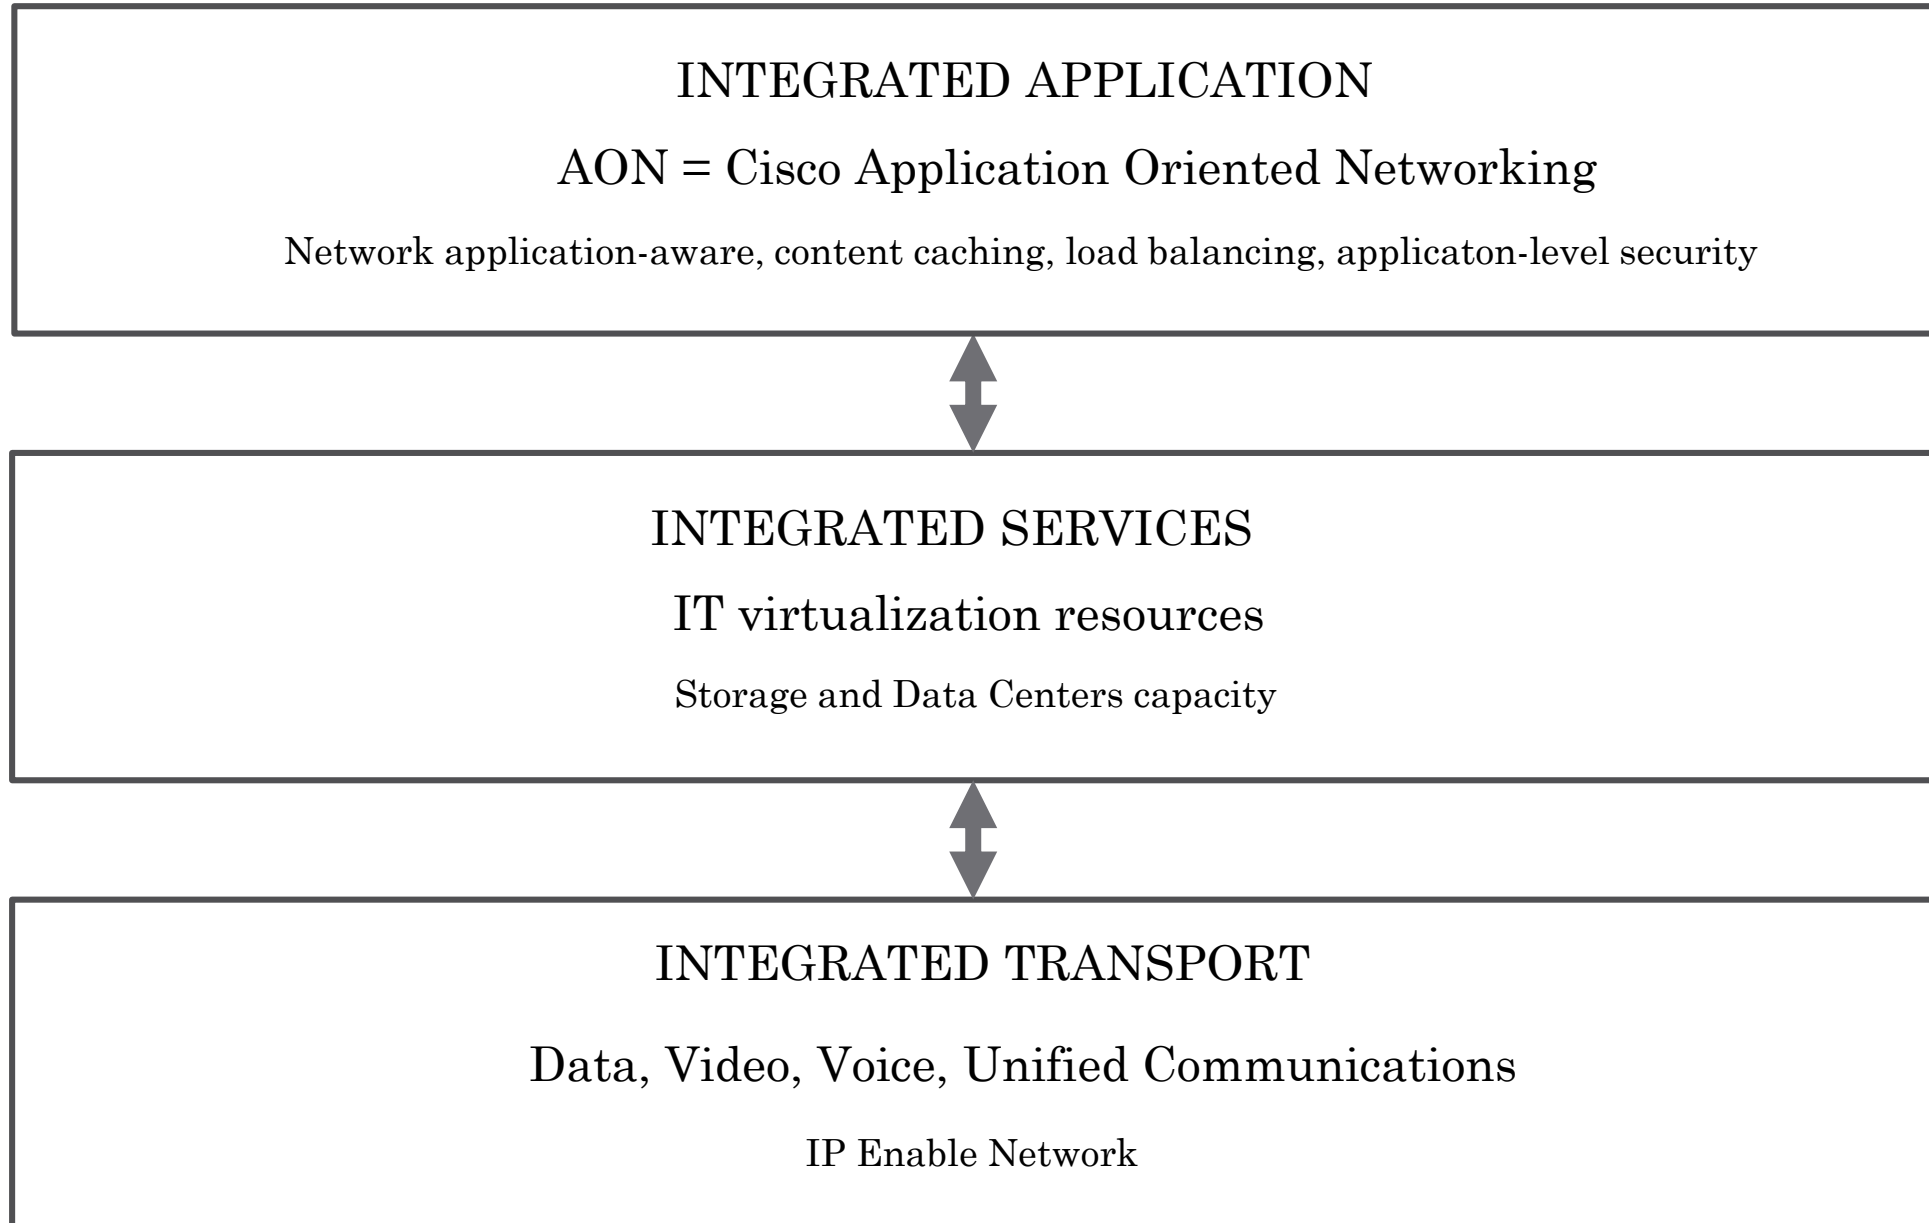 INTEGRATED APPLICATION
AON = Cisco Application Oriented Networking
Network application-aware, content caching, load balancing, applicaton-level security
INTEGRATED SERVICES
IT virtualization resources
Storage and Data Centers capacity
INTEGRATED TRANSPORT
Data, Video, Voice, Unified Communications
IP Enable Network